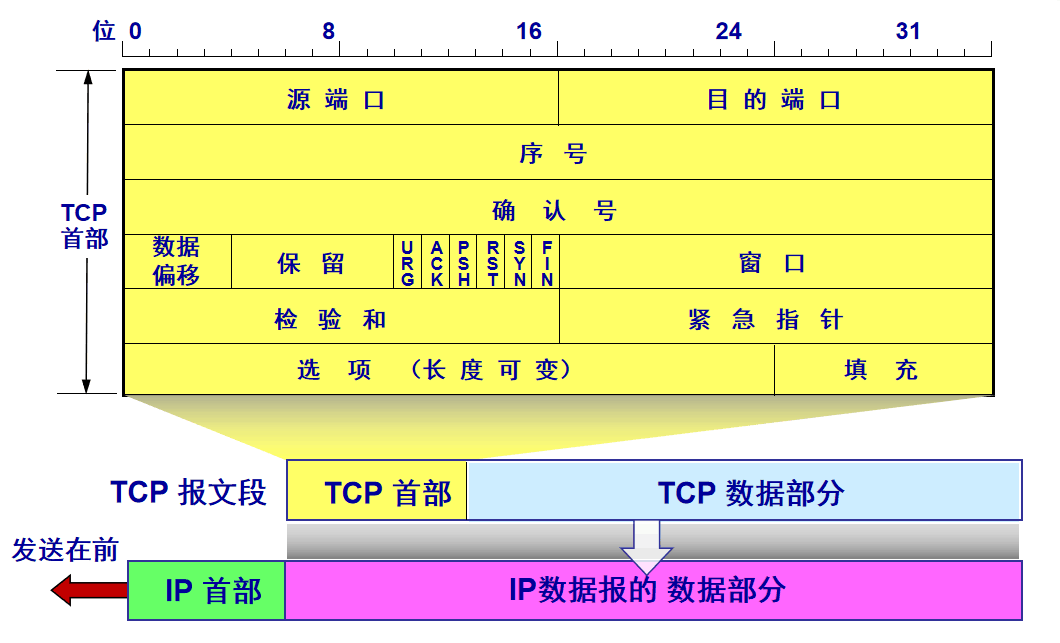 位 0 8 16 24 31
源端口 目的端口
序号
TCP
首部
确认号
数据
偏移
保留
URG
ACK
PSH
RST
SYN
FIN
窗口
检验和 紧急指针
选项 （长度可变） 填充
TCP 报文段 TCP 首部 TCP 数据部分
发送在前
IP 首部 IP数据报的 数据部分